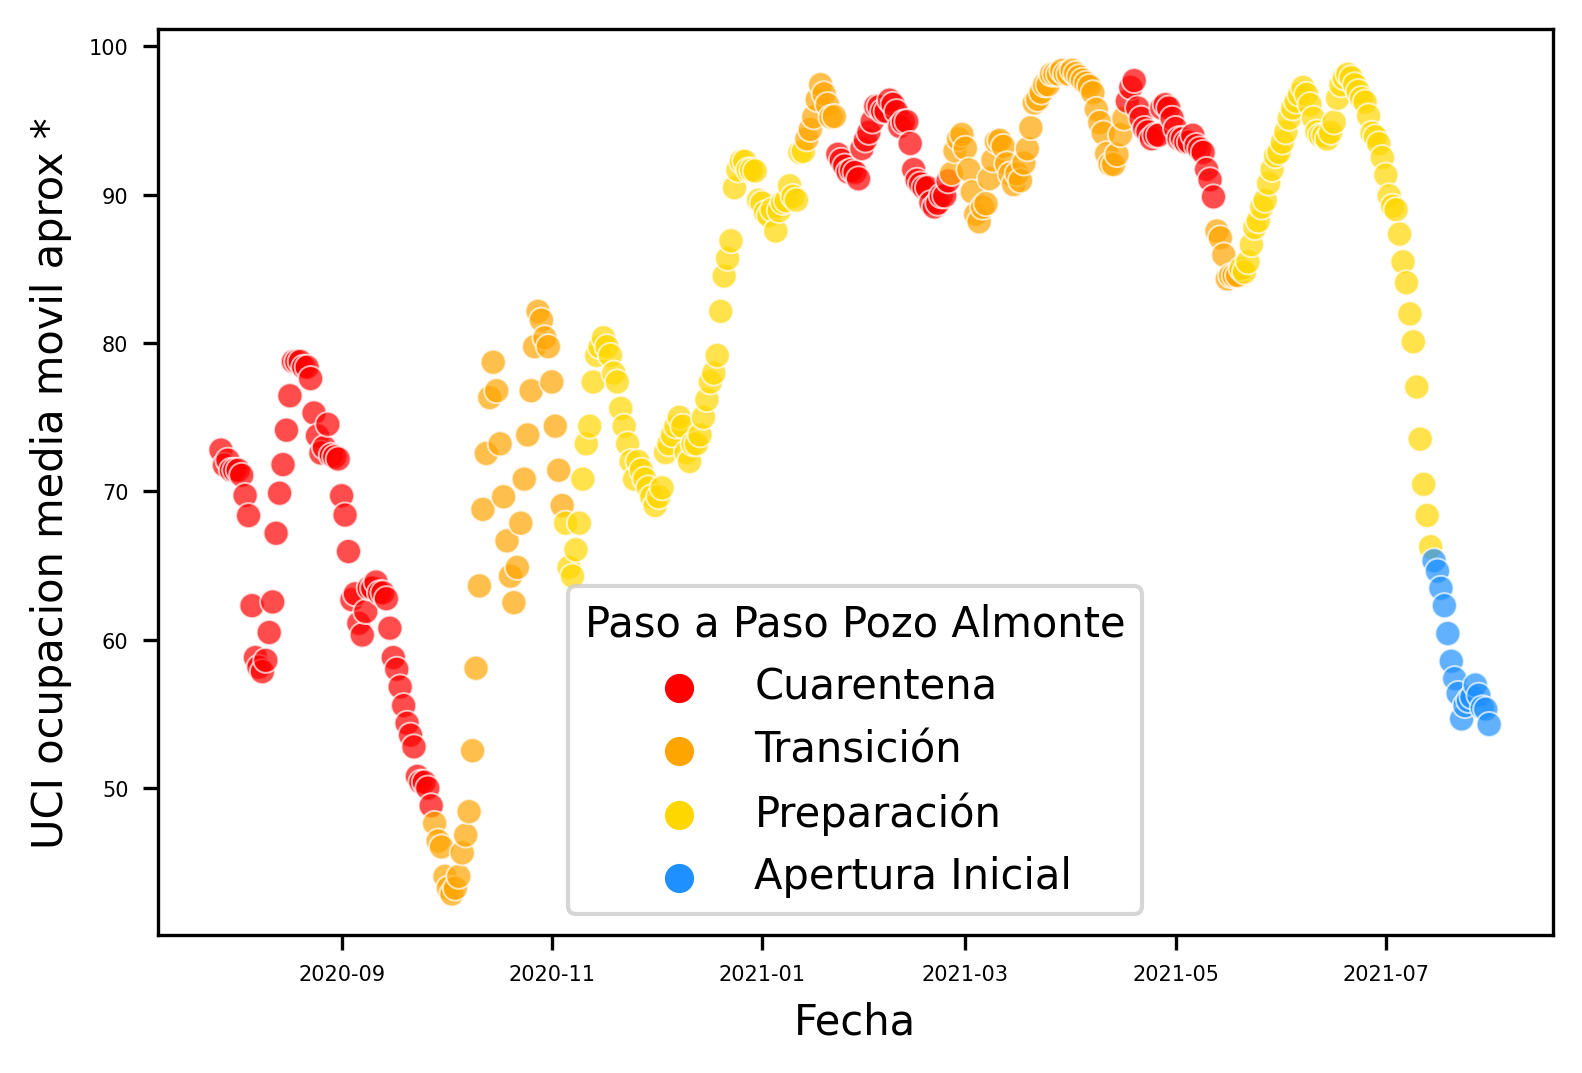 UCI ocupacion media movil aprox *
100
90
80
70
60
50
Paso a Paso Pozo Almonte
Cuarentena
Transición
Preparación
Apertura Inicial
2020-09
2020-11
2021-01
2021-03
2021-05
2021-07
Fecha